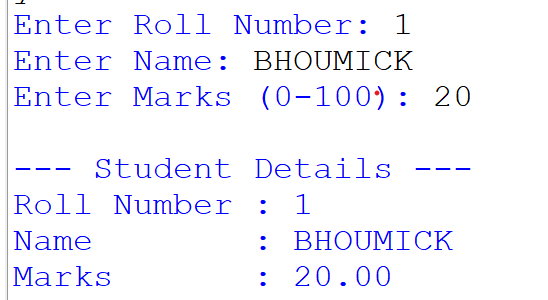 Enter Roll Number: 1
Enter Name: BHOUMICK
Enter Marks (0-100): 20
--- Student Details ---
Roll Number : 1
Name        : BHOUMICK
Marks       : 20.00